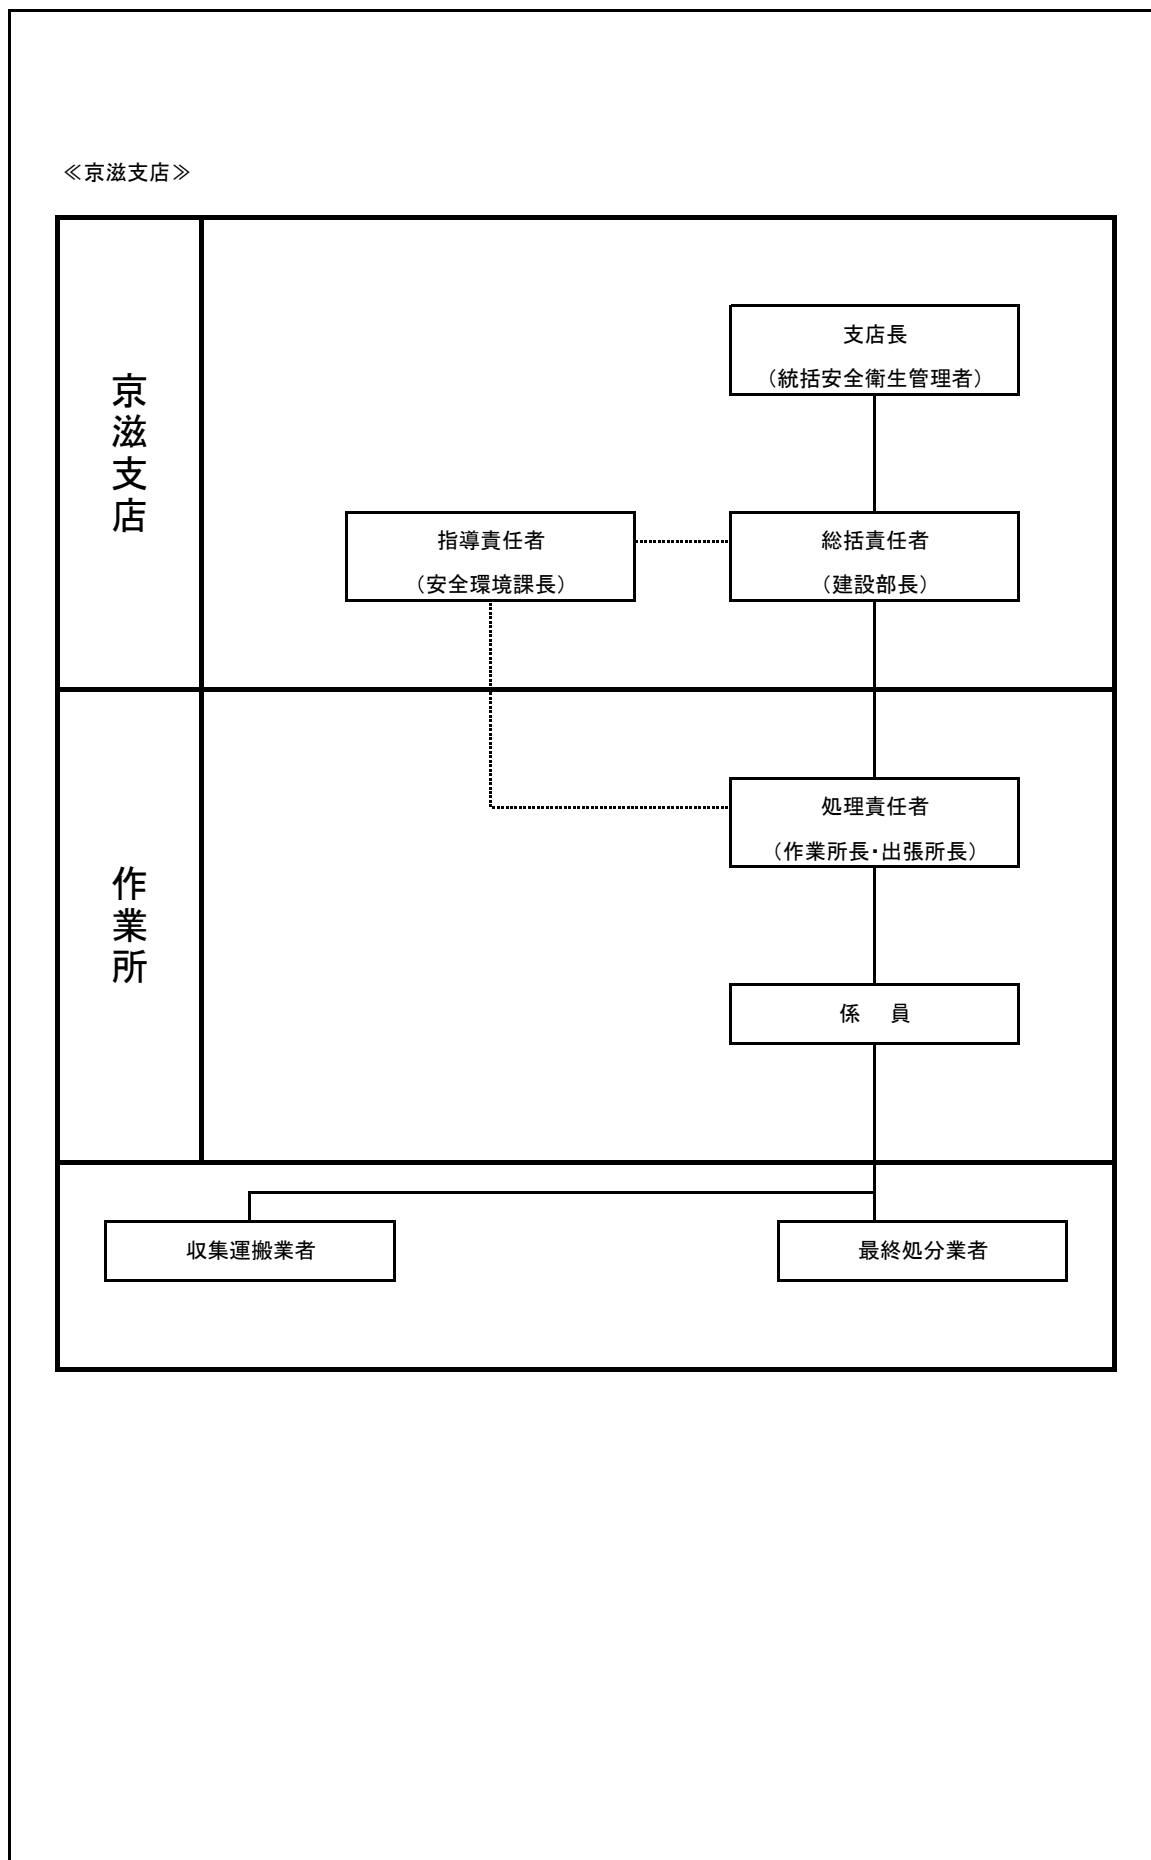 ≪京滋支店≫
京滋支店
支店長
（統括安全衛生管理者）
指導責任者
（安全環境課長）
総括責任者
（建設部長）
作業所
処理責任者
（作業所長・出張所長）
係　員
収集運搬業者
最終処分業者